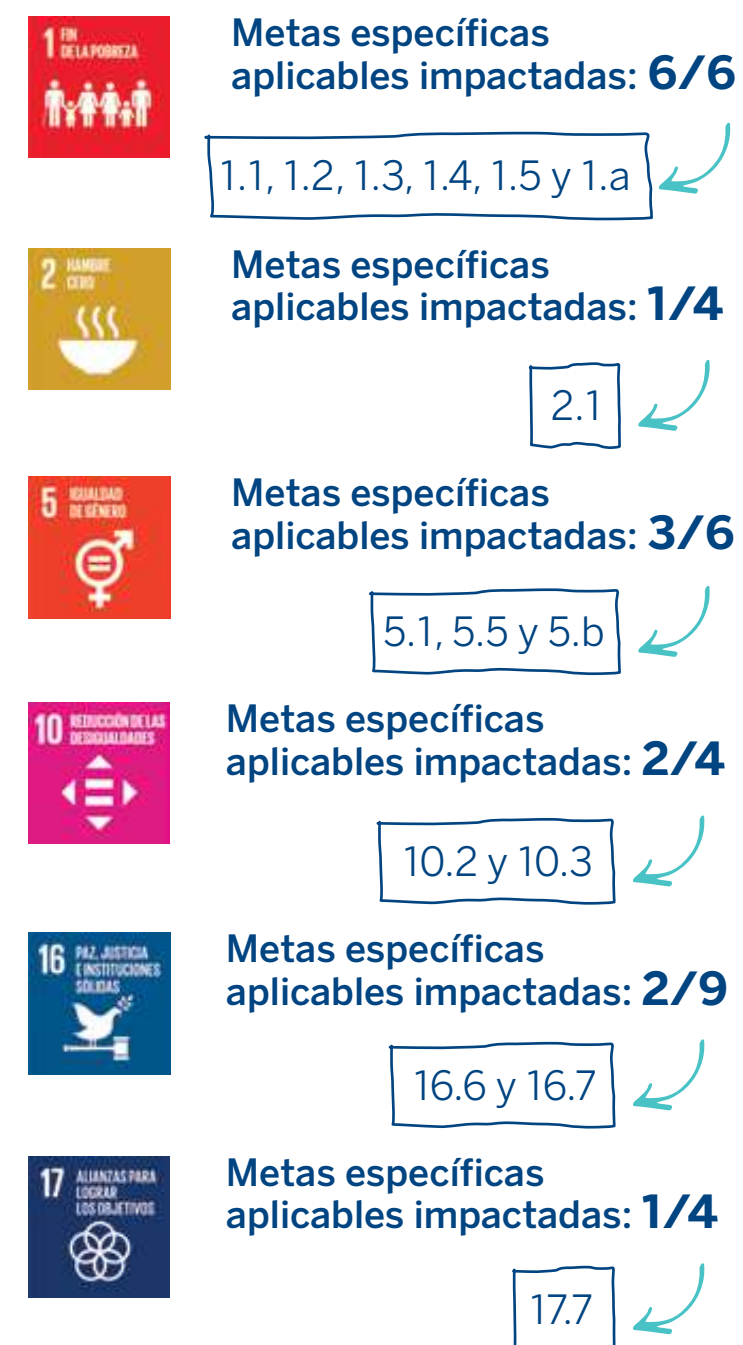 1 FIN
DE LA POBREZA
Metas específicas
aplicables impactadas: 6/6
1.1, 1.2, 1.3, 1.4, 1.5 y 1.a
2 HAMBRE
CERO
Metas específicas
aplicables impactadas: 1/4
2.1
5 IGUALDAD
DE GÉNERO
Metas específicas
aplicables impactadas: 3/6
5.1, 5.5 y 5.b
10 REDUCCIÓN DE LAS
DESIGUALDADES
Metas específicas
aplicables impactadas: 2/4
10.2 y 10.3
16 PAZ, JUSTICIA
E INSTITUCIONES
SÓLIDAS
Metas específicas
aplicables impactadas: 2/9
16.6 y 16.7
17 ALIANZAS PARA
LOGRAR
LOS OBJETIVOS
Metas específicas
aplicables impactadas: 1/4
17.7